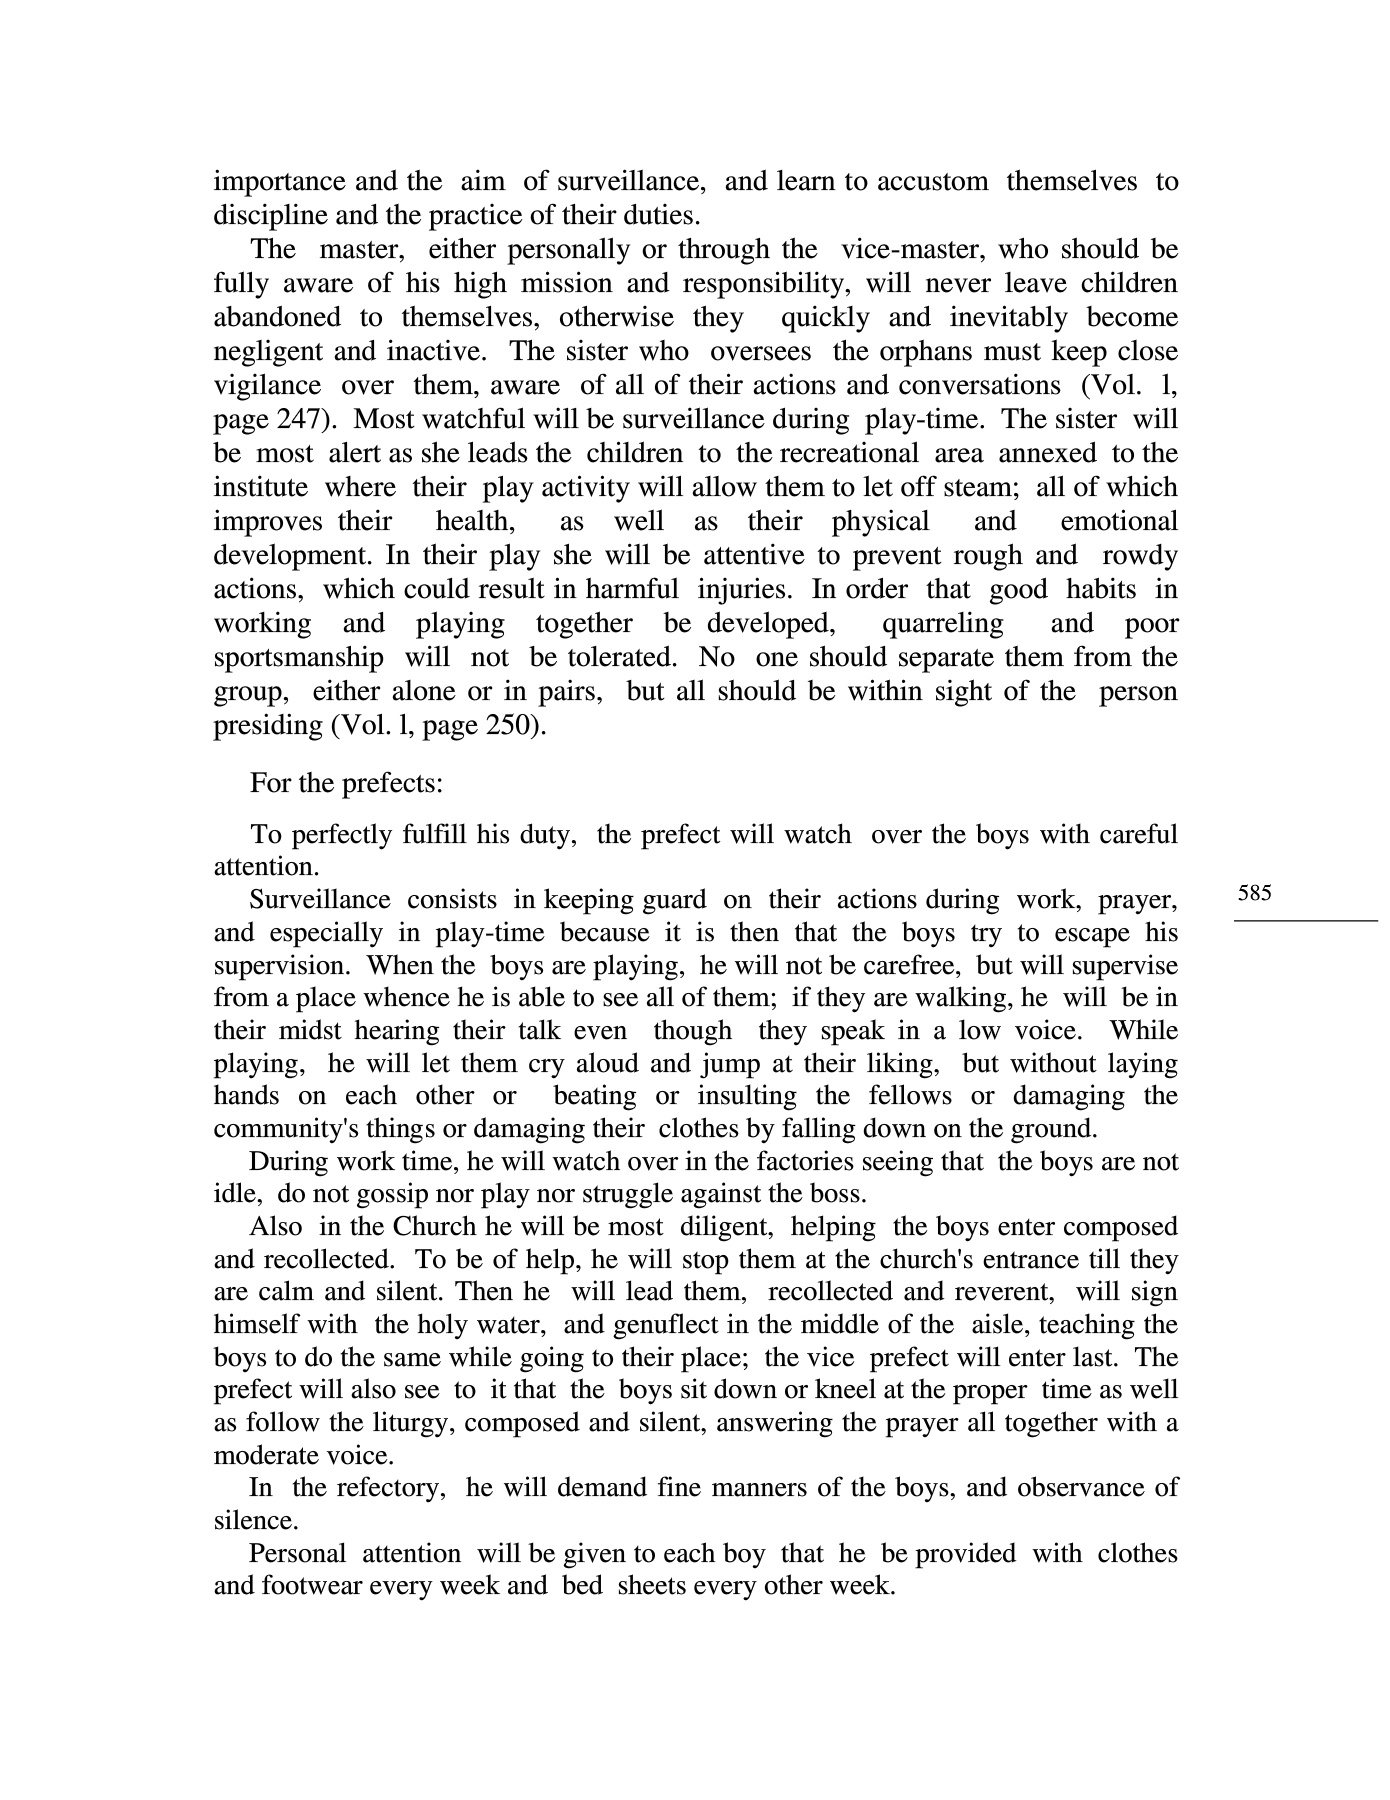 importance and the aim of surveillance, and learn to accustom themselves to
discipline and the practice of their duties.
The master, either personally or through the vice-master, who should be
fully aware of his high mission and responsibility, will never leave children
abandoned to themselves, otherwise they quickly and inevitably become
negligent and inactive. The sister who oversees the orphans must keep close
vigilance over them, aware of all of their actions and conversations (Vol. l,
page 247). Most watchful will be surveillance during play-time. The sister will
be most alert as she leads the children to the recreational area annexed to the
institute where their play activity will allow them to let off steam; all of which
improves their health, as well as their physical and emotional
development. In their play she will be attentive to prevent rough and rowdy
actions, which could result in harmful injuries. In order that good habits in
working and playing together be developed, quarreling and poor
sportsmanship will not be tolerated. No one should separate them from the
group, either alone or in pairs, but all should be within sight of the person
presiding (Vol. l, page 250).
For the prefects:
To perfectly fulfill his duty, the prefect will watch over the boys with careful
attention.
Surveillance consists in keeping guard on their actions during work, prayer,
and especially in play-time because it is then that the boys try to escape his
supervision. When the boys are playing, he will not be carefree, but will supervise
from a place whence he is able to see all of them; if they are walking, he will be in
their midst hearing their talk even though they speak in a low voice. While
playing, he will let them cry aloud and jump at their liking, but without laying
hands on each other or beating or insulting the fellows or damaging the
community's things or damaging their clothes by falling down on the ground.
During work time, he will watch over in the factories seeing that the boys are not
idle, do not gossip nor play nor struggle against the boss.
Also in the Church he will be most diligent, helping the boys enter composed
and recollected. To be of help, he will stop them at the church's entrance till they
are calm and silent. Then he will lead them, recollected and reverent, will sign
himself with the holy water, and genuflect in the middle of the aisle, teaching the
boys to do the same while going to their place; the vice prefect will enter last. The
prefect will also see to it that the boys sit down or kneel at the proper time as well
as follow the liturgy, composed and silent, answering the prayer all together with a
moderate voice.
In the refectory, he will demand fine manners of the boys, and observance of
silence.
Personal attention will be given to each boy that he be provided with clothes
and footwear every week and bed sheets every other week.
585